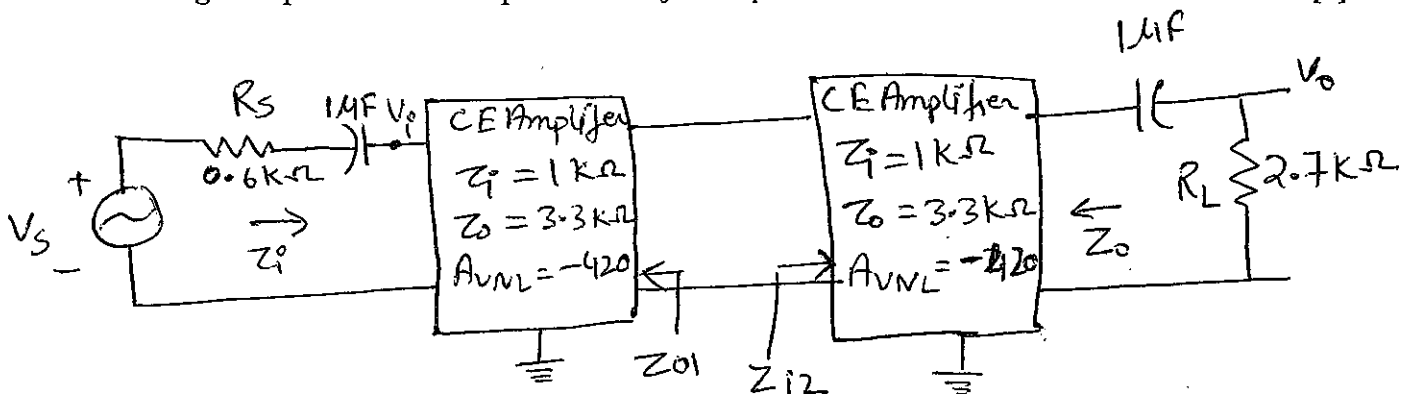 1μF
Rs
1μF Vi
0.6KΩ
+
Vs
-
Zi
CE Amplifer
Zi = 1KΩ
Zo = 3.3KΩ
AVNL = -420
Zo1
Zi2
CE Amplifier
Zi = 1KΩ
Zo = 3.3KΩ
AVNL = -420
Zo
Vo
RL
2.7KΩ